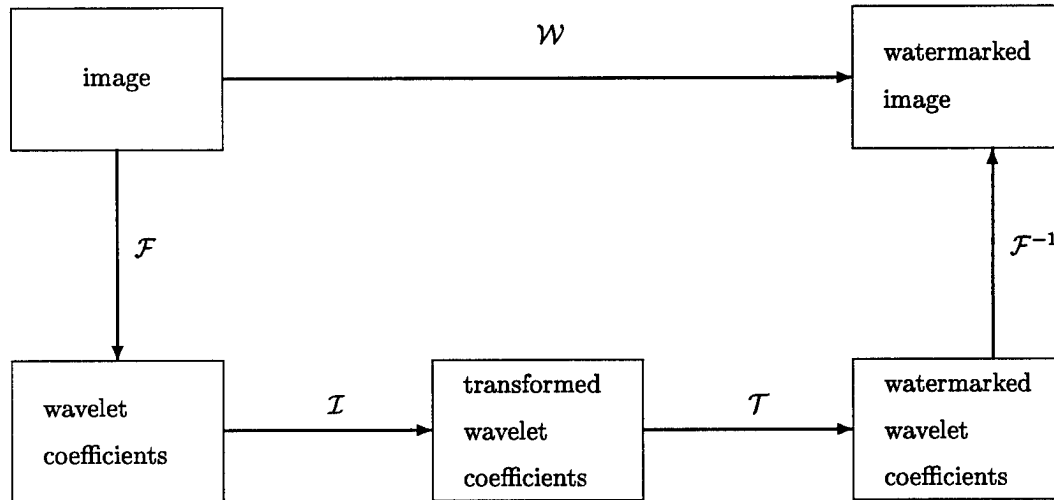 image
𝒲
watermarked
image
ℱ
ℱ⁻¹
wavelet
coefficients
ℐ
transformed
wavelet
coefficients
𝒯
watermarked
wavelet
coefficients